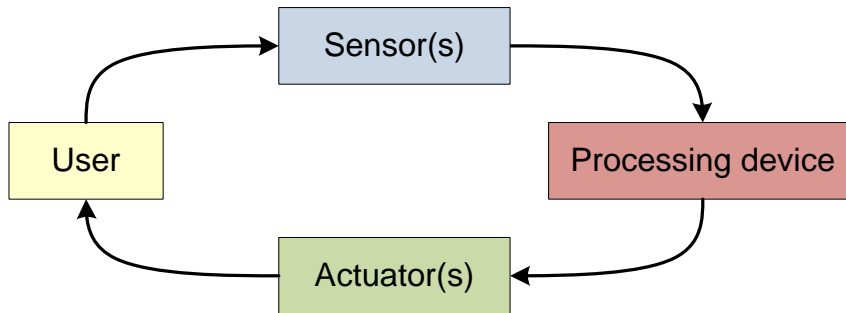 Sensor(s)
User
Processing device
Actuator(s)